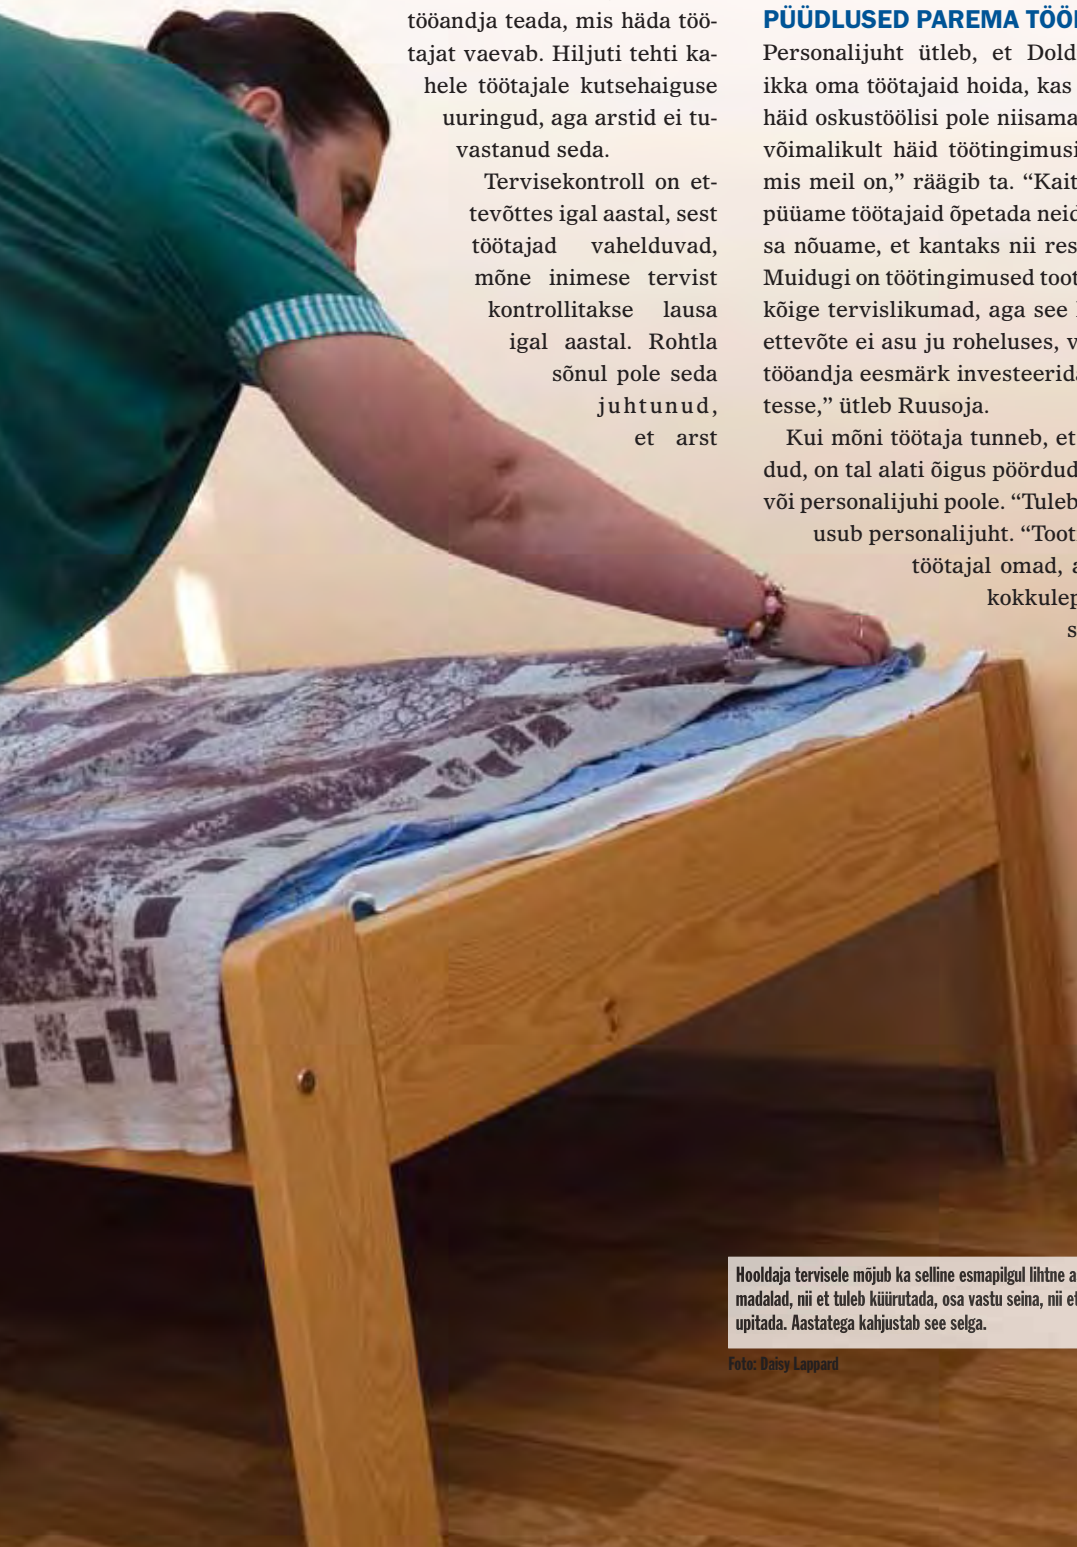 tööandja teada, mis häda töö-
tajat vaevab. Hiljuti tehti ka-
hele töötajale kutsehaiguse
uuringud, aga arstid ei tu-
vastanud seda.
Tervisekontroll on et-
tevõttes igal aastal, sest
töötajad vahelduvad,
mõne inimese tervist
kontrollitakse lausa
igal aastal. Rohtla
sõnul pole seda
juhtunud,
et arst
PÜÜDLUSED PAREMA
Personalijuht ütleb, et
ikka oma töötajaid hoida, kas
häid oskustöölisi pole niisama
võimalikult häid
mis meil on,” räägib ta.
püüame töötajaid õpetada
sa nõuame, et kantaks nii
Muidugi on töötingimused
kõige tervislikumad, aga see
ettevõte ei asu ju roheluses,
tööandja eesmärk
tesse,” ütleb Ruusoja.
Kui mõni töötaja tunneb, et
dud, on tal alati õigus
või personalijuhi poole. “Tuleb
usub personalijuht.
töötajal omad,
Hooldaja tervisele mõjub ka selline esmapilgul lihtne
madalad, nii et tuleb küürutada, osa vastu seina, nii et
upitada. Aastatega kahjustab see selga.
Foto: Daisy Lappard